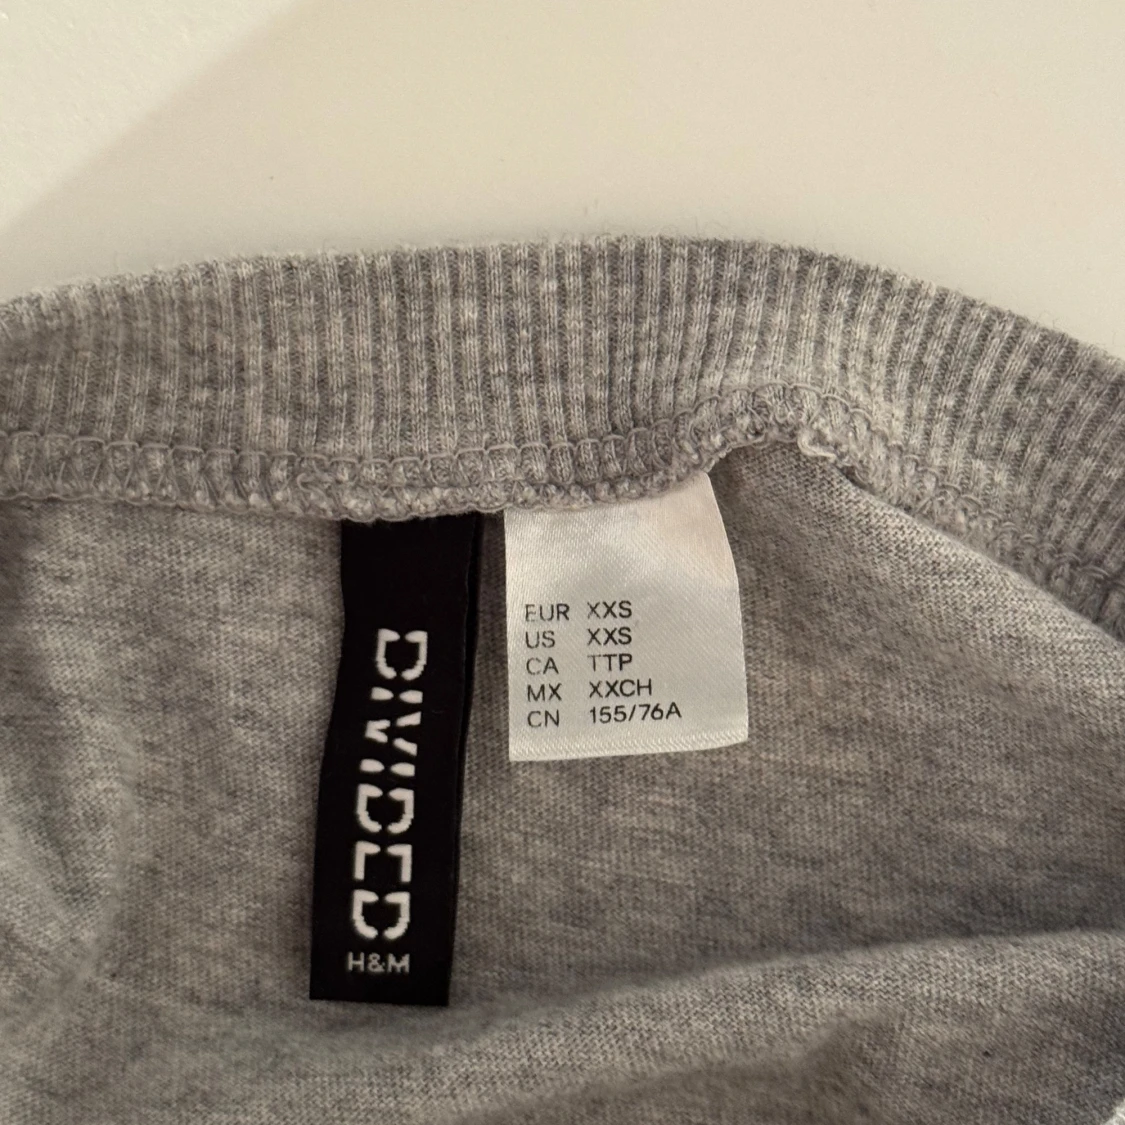 DIVIDED
H&M
EUR XXS
US XXS
CA TTP
MX XXCH
CN 155/76A